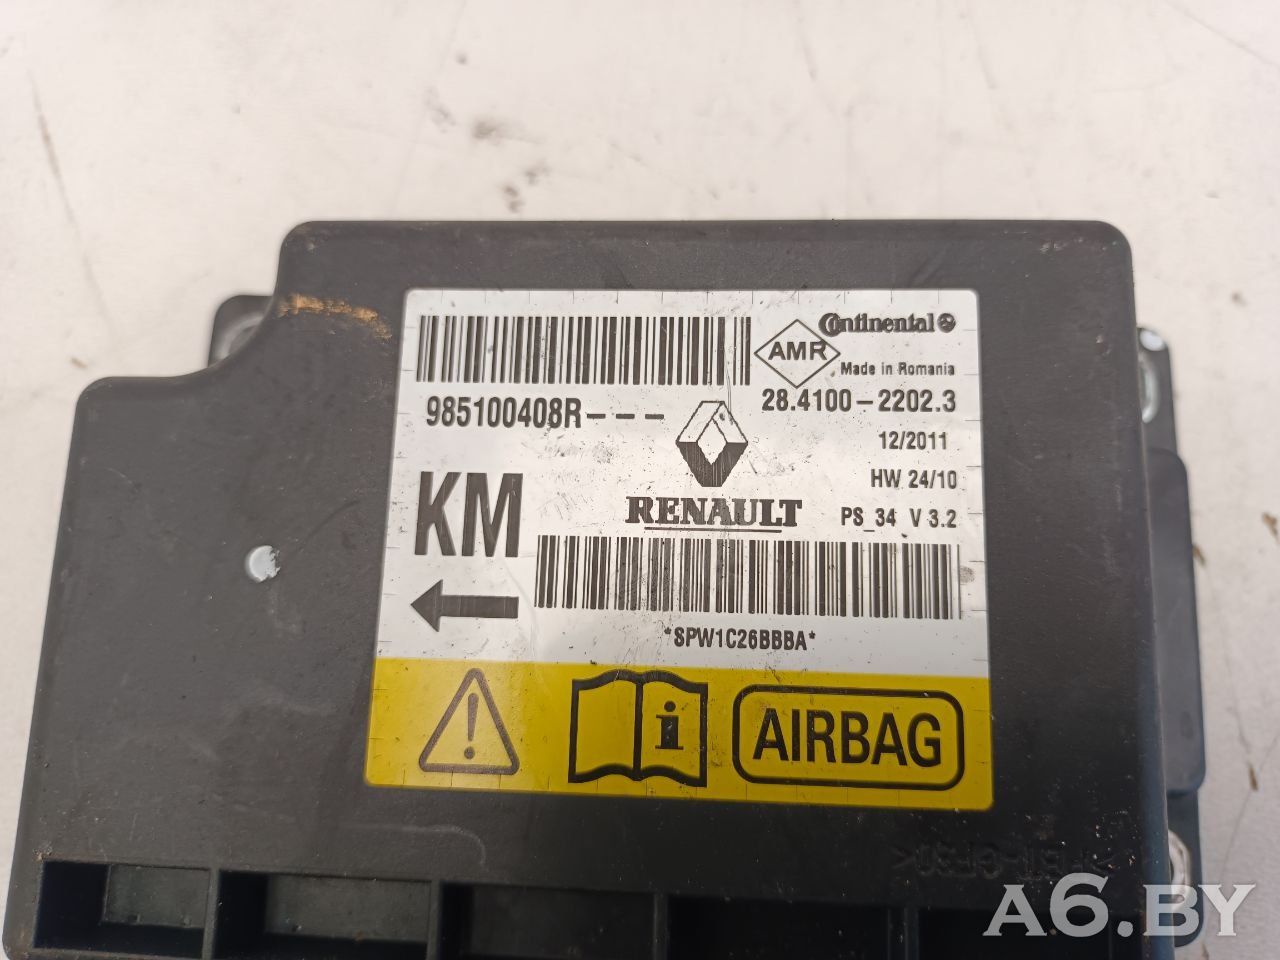 Continental
AMR
Made in Romania
985100408R---
28.4100-2202.3
12/2011
KM
HW 24/10
RENAULT
PS_34 V 3.2
*SPW1C26BBBA*
i
AIRBAG
A6.BY